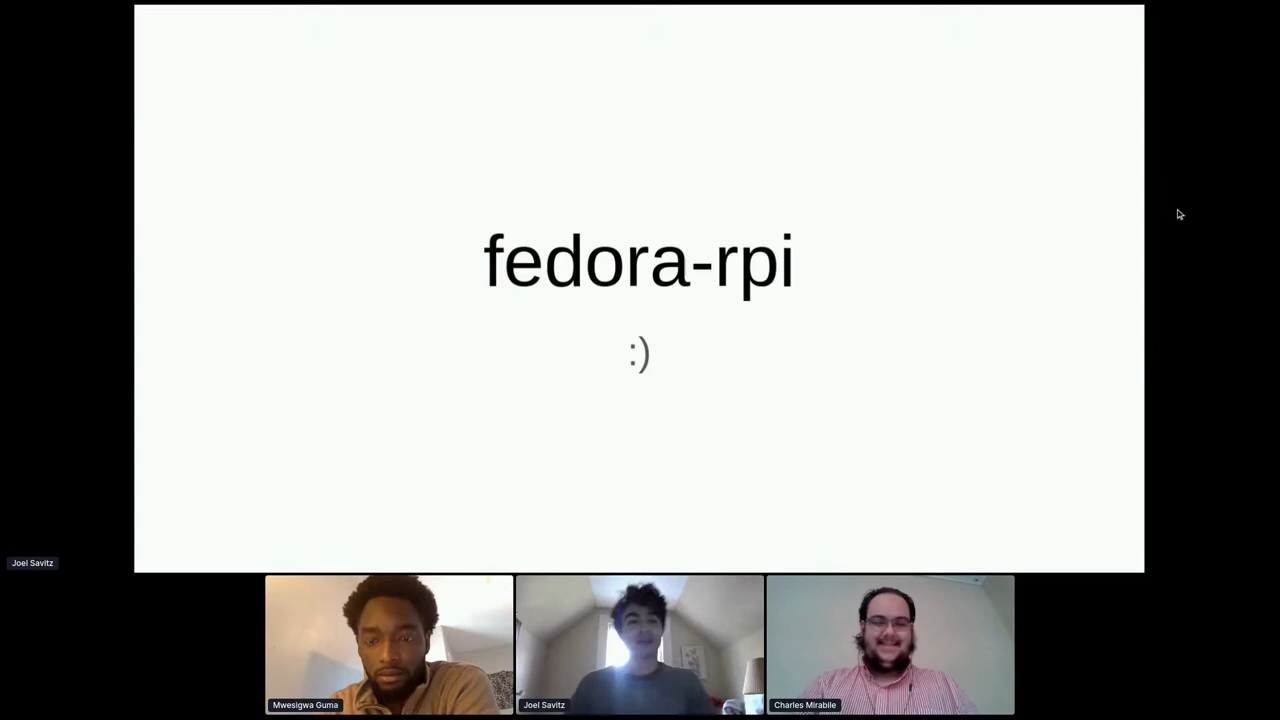 fedora-rpi
:)
Joel Savitz
Mwesigwa Guma
Joel Savitz
Charles Mirabile